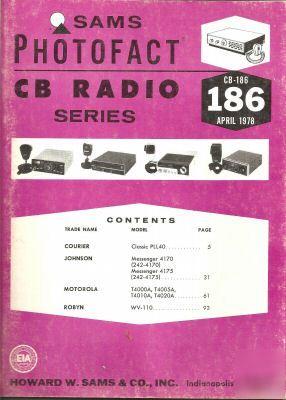 SAMS
PHOTOFACT®
CB RADIO
SERIES
CB-186
186
APRIL 1978
CONTENTS
TRADE NAME MODEL PAGE
COURIER Classic PLL40............ 5
JOHNSON Messenger 4170
(242-4170)
Messenger 4175
(242-4175)............ 31
MOTOROLA T4000A, T4005A,
T4010A, T4020A............ 61
ROBYN WV-110............ 93
EIA
HOWARD W. SAMS & CO., INC. Indianapolis